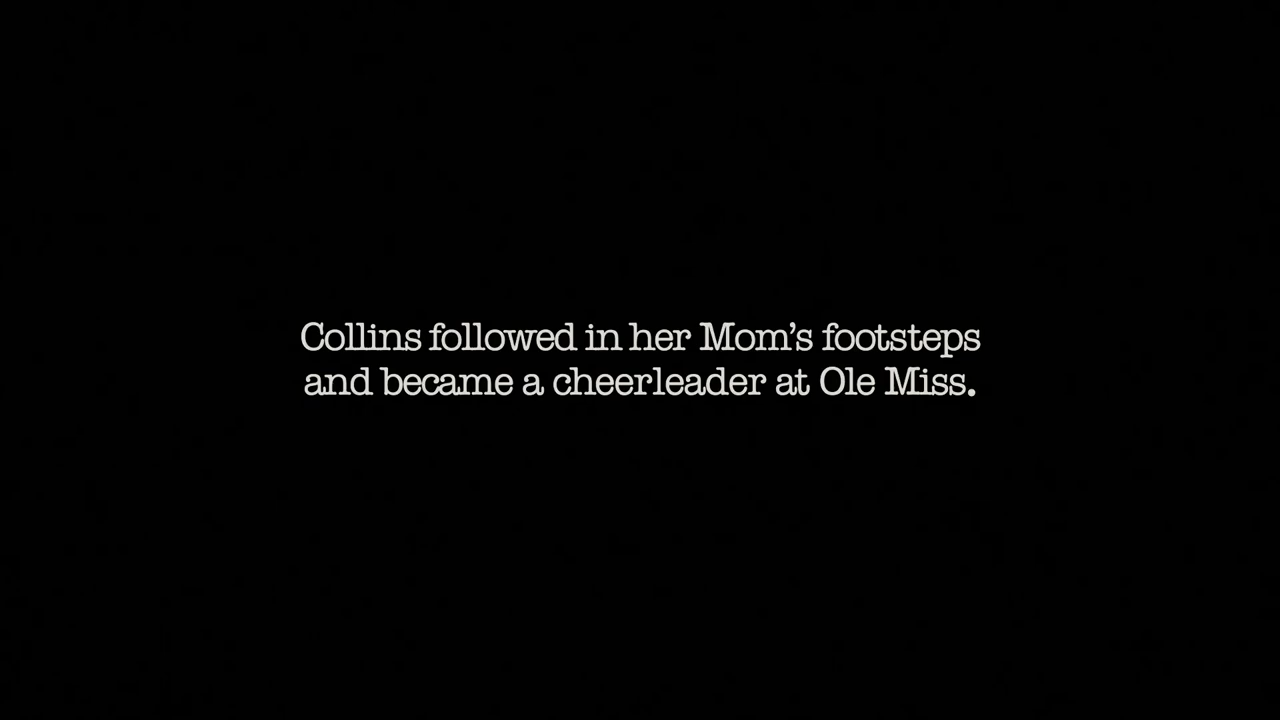 Collins followed in her Mom’s footsteps
and became a cheerleader at Ole Miss.